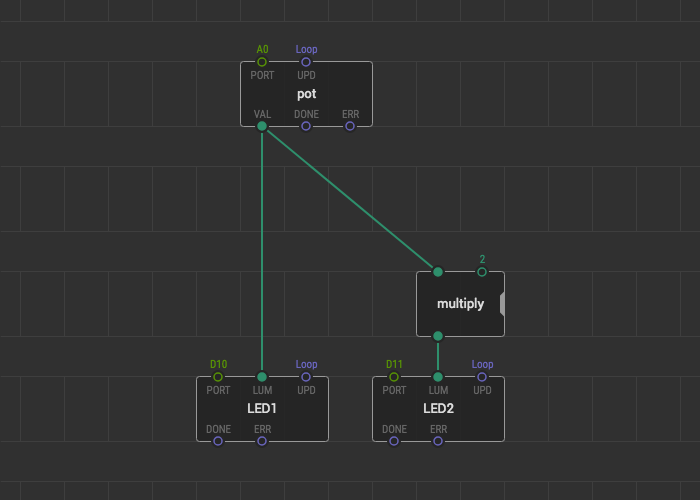 A0 Loop
PORT UPD
pot
VAL DONE ERR
2
multiply
D10 Loop D11 Loop
PORT LUM UPD PORT LUM UPD
LED1 LED2
DONE ERR DONE ERR